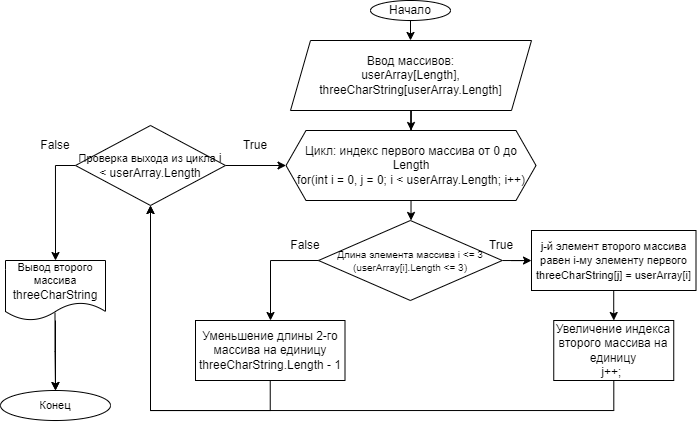 Начало
Ввод массивов:
userArray[Length],
threeCharString[userArray.Length]
False
True
Проверка выхода из цикла i
< userArray.Length
Цикл: индекс первого массива от 0 до
Length
for(int i = 0, j = 0; i < userArray.Length; i++)
False
True
Длина элемента массива i <= 3
(userArray[i].Length <= 3)
j-й элемент второго массива
равен i-му элементу первого
threeCharString[j] = userArray[i]
Вывод второго
массива
threeCharString
Уменьшение длины 2-го
массива на единицу
threeCharString.Length - 1
Увеличение индекса
второго массива на
единицу
j++;
Конец